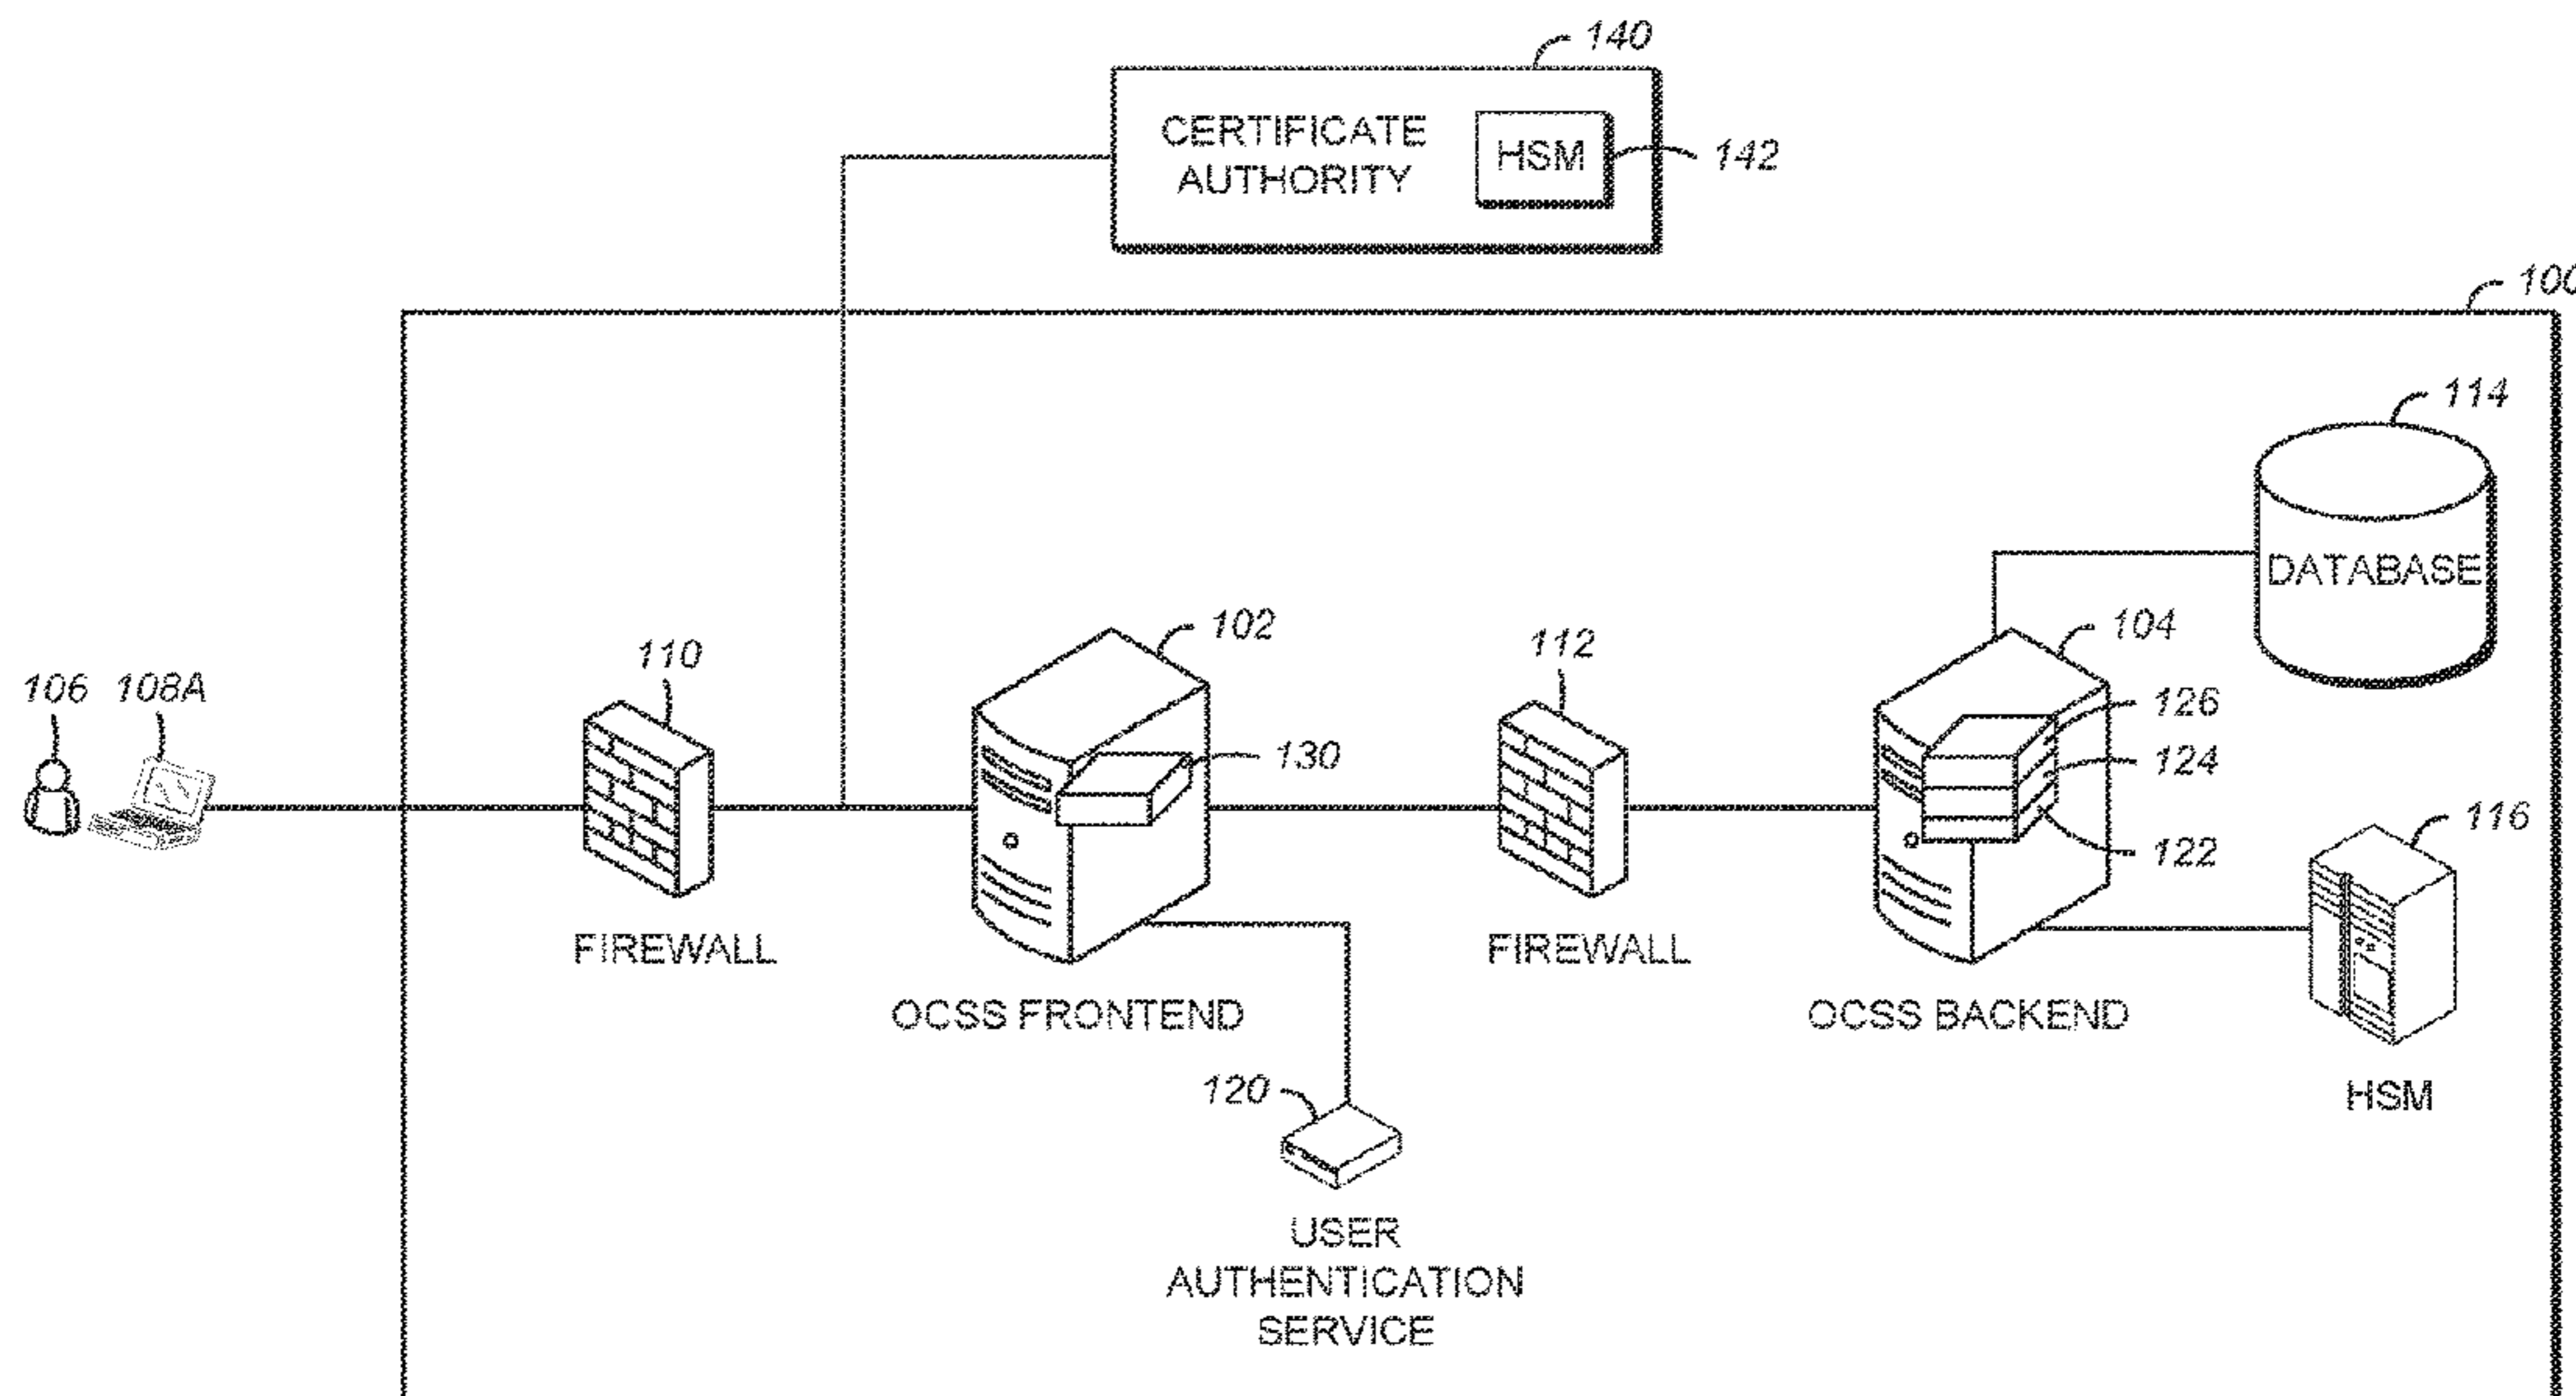 140
CERTIFICATE
AUTHORITY
HSM
142
100
114
DATABASE
102
104
110
112
106
108A
126
130
124
122
116
FIREWALL
FIREWALL
OCSS FRONTEND
OCSS BACKEND
120
HSM
USER
AUTHENTICATION
SERVICE